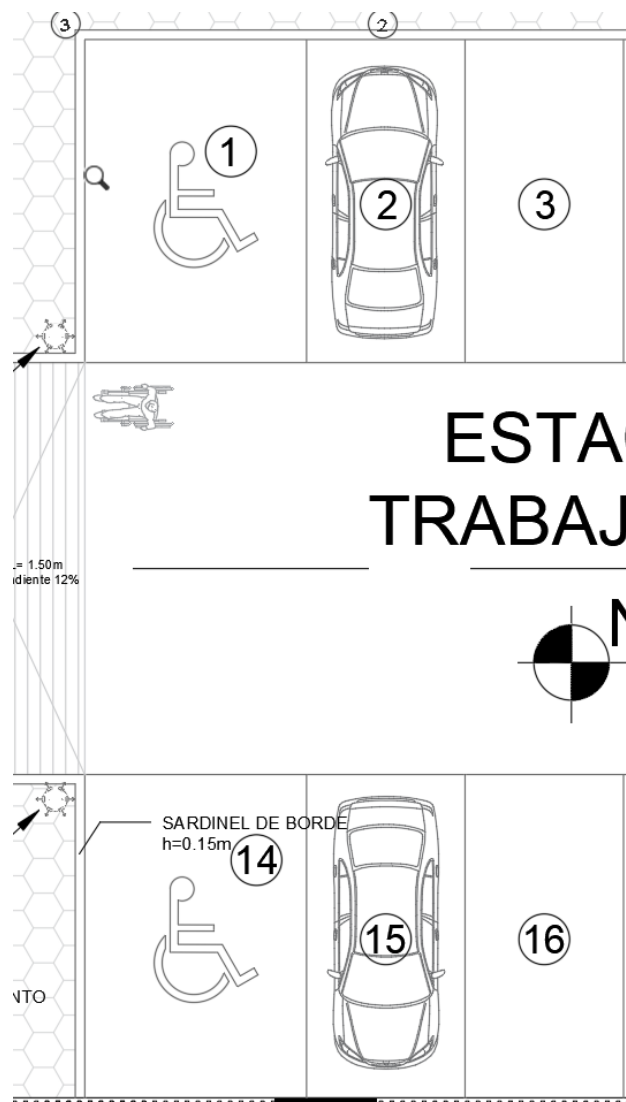 3
2
1
2
3
ESTA
TRABAJ
= 1.50m
diente 12%
N
SARDINEL DE BORDE
h=0.15m
14
15
16
NTO